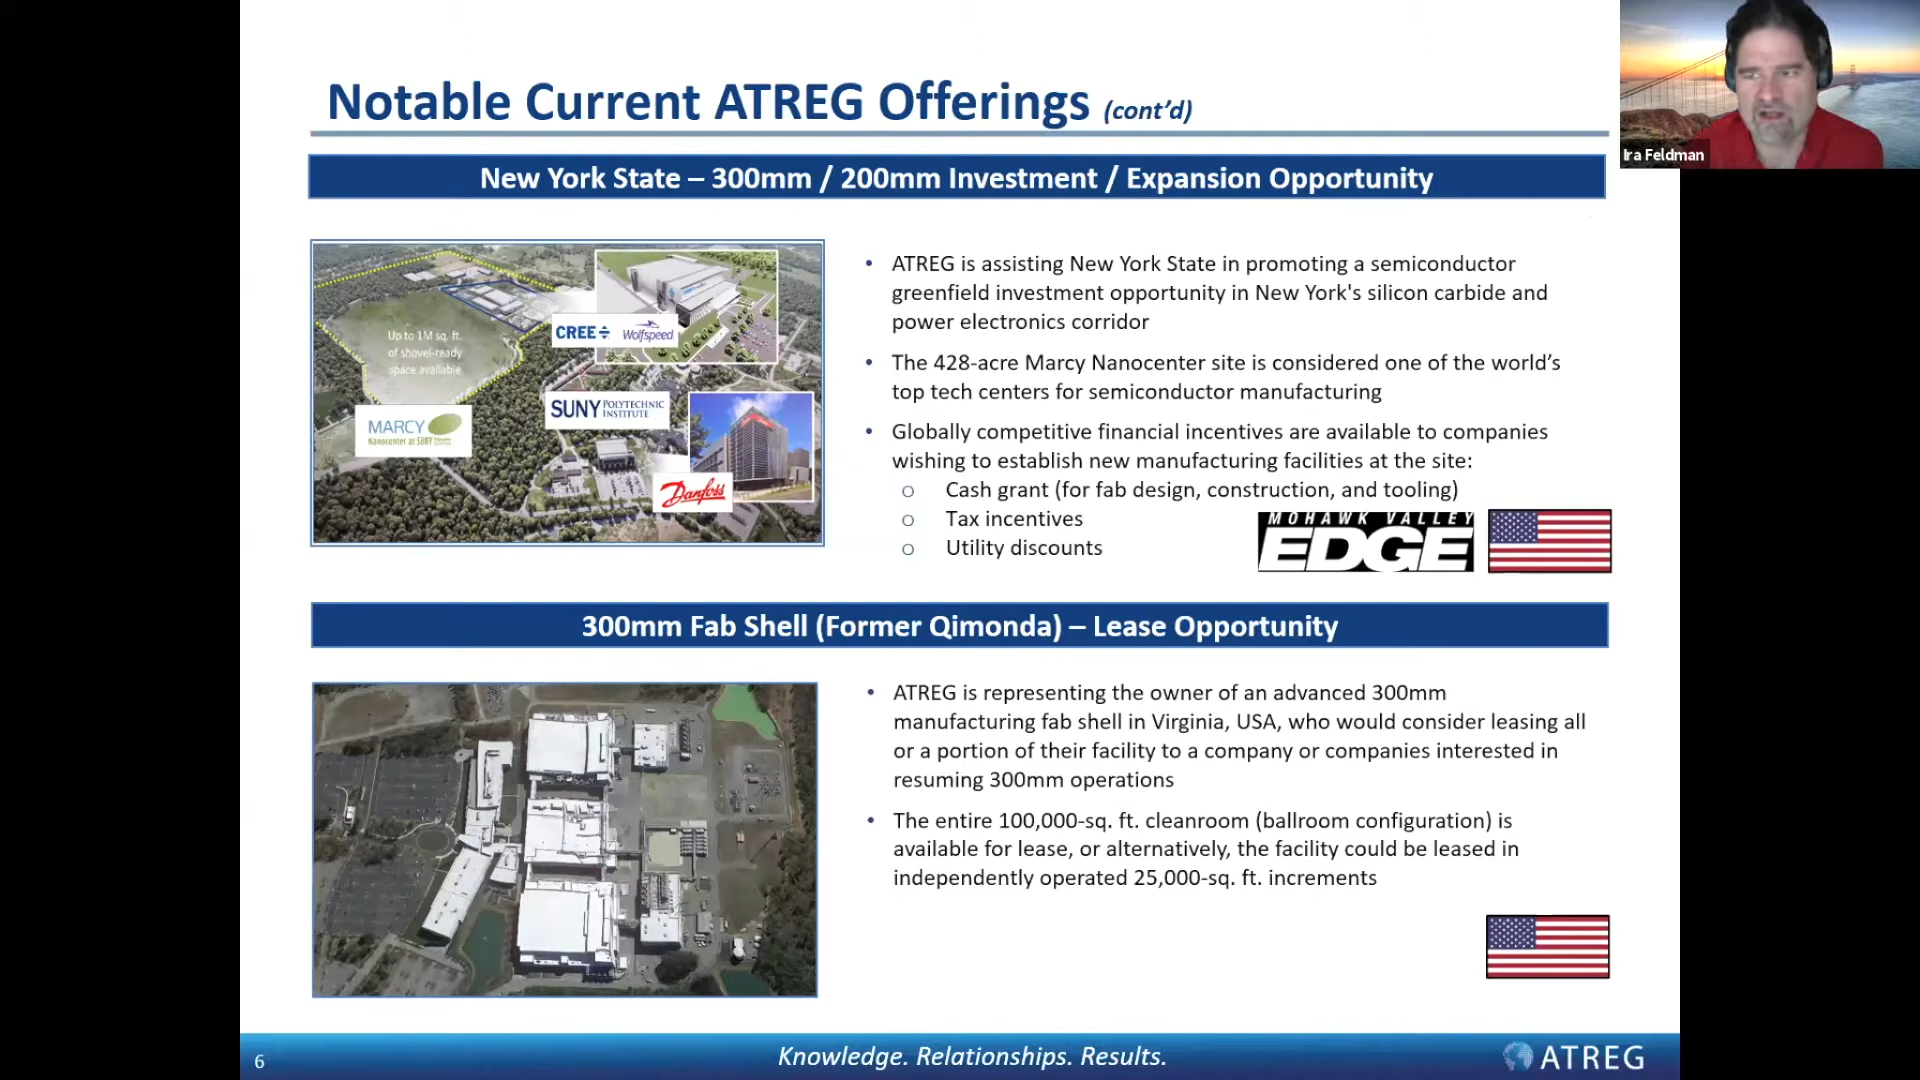 Notable Current ATREG Offerings (cont'd)
Ira Feldman
New York State – 300mm / 200mm Investment / Expansion Opportunity
Up to 1M sq. ft.
of shovel-ready
space available
CREE Wolfspeed
SUNY POLYTECHNIC
INSTITUTE
MARCY
Nanocenter at SUNY
Danfoss
• ATREG is assisting New York State in promoting a semiconductor
greenfield investment opportunity in New York's silicon carbide and
power electronics corridor
• The 428-acre Marcy Nanocenter site is considered one of the world's
top tech centers for semiconductor manufacturing
• Globally competitive financial incentives are available to companies
wishing to establish new manufacturing facilities at the site:
o Cash grant (for fab design, construction, and tooling)
o Tax incentives
o Utility discounts
MOHAWK VALLEY
EDGE
300mm Fab Shell (Former Qimonda) – Lease Opportunity
• ATREG is representing the owner of an advanced 300mm
manufacturing fab shell in Virginia, USA, who would consider leasing all
or a portion of their facility to a company or companies interested in
resuming 300mm operations
• The entire 100,000-sq. ft. cleanroom (ballroom configuration) is
available for lease, or alternatively, the facility could be leased in
independently operated 25,000-sq. ft. increments
6
Knowledge. Relationships. Results.
ATREG